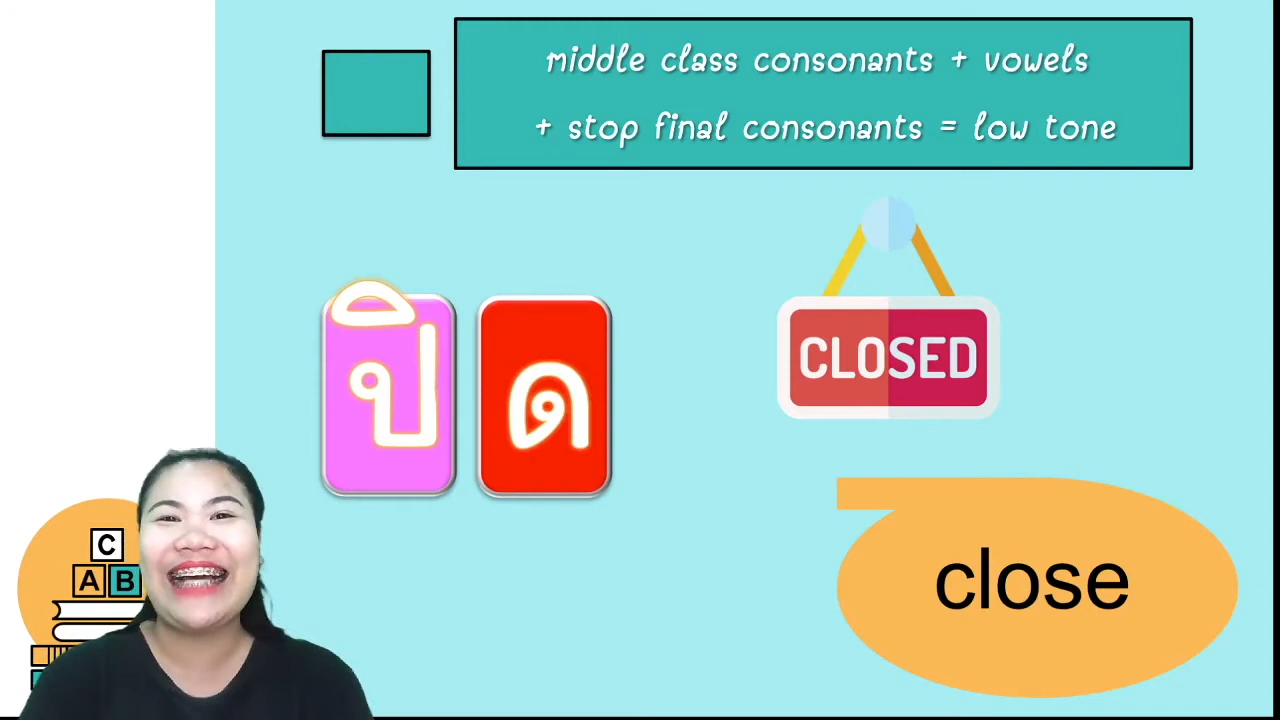 middle class consonants + vowels
+ stop final consonants = low tone
ปิด
CLOSED
close
C
A B